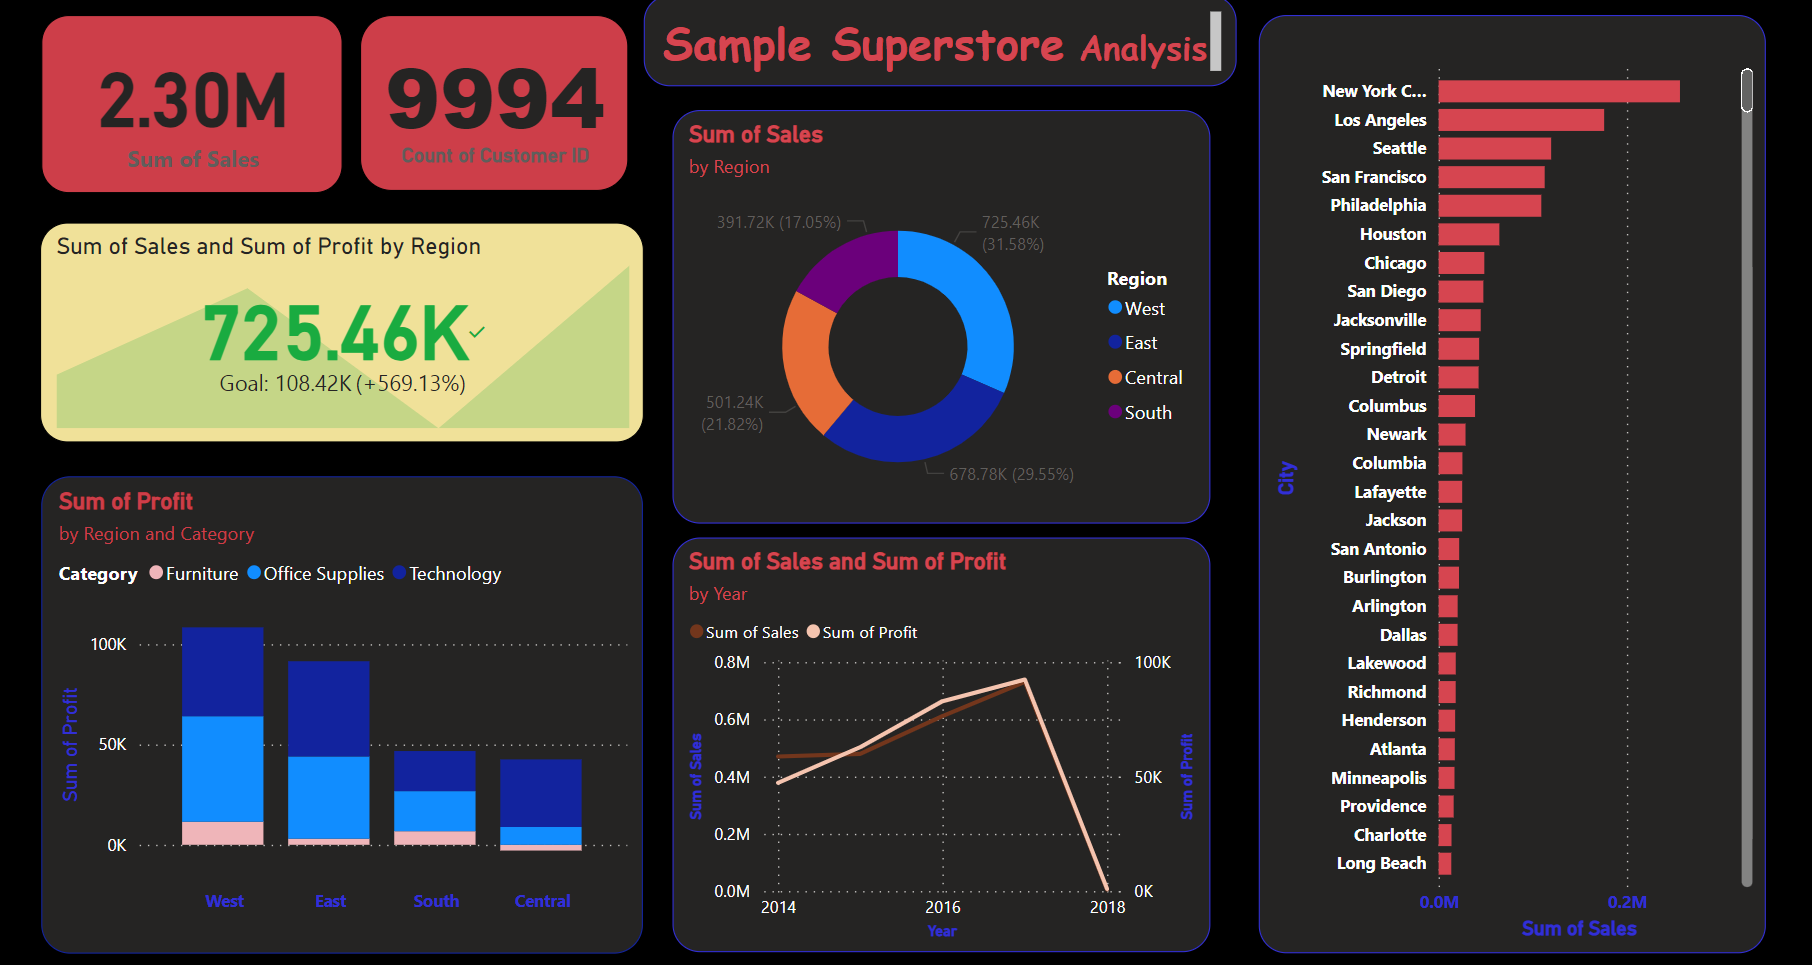 2.30M
Sum of Sales
9994
Count of Customer ID
Sample Superstore Analysis
Sum of Sales and Sum of Profit by Region
725.46K
Goal: 108.42K (+569.13%)
Sum of Profit
by Region and Category
Category Furniture Office Supplies Technology
Sum of Profit
100K
50K
0K
West East South Central
Sum of Sales
by Region
391.72K (17.05%)
725.46K
(31.58%)
501.24K
(21.82%)
678.78K (29.55%)
Region
West
East
Central
South
Sum of Sales and Sum of Profit
by Year
Sum of Sales Sum of Profit
Sum of Sales
0.8M
0.6M
0.4M
0.2M
0.0M
100K
50K
0K
Sum of Profit
2014 2016 2018
Year
City
New York C...
Los Angeles
Seattle
San Francisco
Philadelphia
Houston
Chicago
San Diego
Jacksonville
Springfield
Detroit
Columbus
Newark
Columbia
Lafayette
Jackson
San Antonio
Burlington
Arlington
Dallas
Lakewood
Richmond
Henderson
Atlanta
Minneapolis
Providence
Charlotte
Long Beach
0.0M 0.2M
Sum of Sales